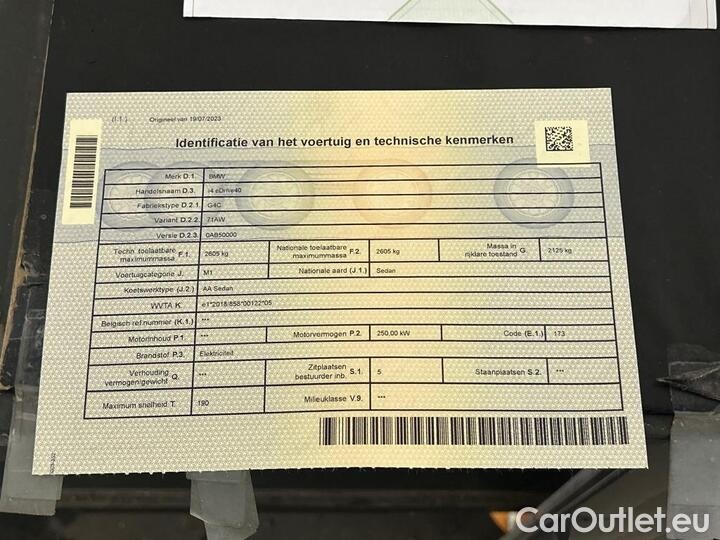 (I.1.) Origineel van 19/07/2023
Identificatie van het voertuig en technische kenmerken
Merk D.1. BMW
Handelsnaam D.3. i4 eDrive40
Fabriekstype D.2.1. G4C
Variant D.2.2. 71AW
Versie D.2.3. 0AB50000
Techn. toelaatbare maximummassa F.1. 2605 kg Nationale toelaatbare maximummassa F.2. 2605 kg Massa in rijklare toestand G. 2125 kg
Voertuigcategorie J. M1 Nationale aard (J.1.) Sedan
Koetswerktype (J.2.) AA Sedan
WVTA K. e1*2018/858*00122*05
Belgisch ref.nummer (K.1.) ***
Motorinhoud P.1. *** Motorvermogen P.2. 250,00 kW Code (E.1.) 173
Brandstof P.3. Elektriciteit
Verhouding vermogen/gewicht Q. *** Zitplaatsen bestuurder inb. S.1. 5 Staanplaatsen S.2. ***
Maximum snelheid T. 190 Milieuklasse V.9. ***
CarOutlet.eu